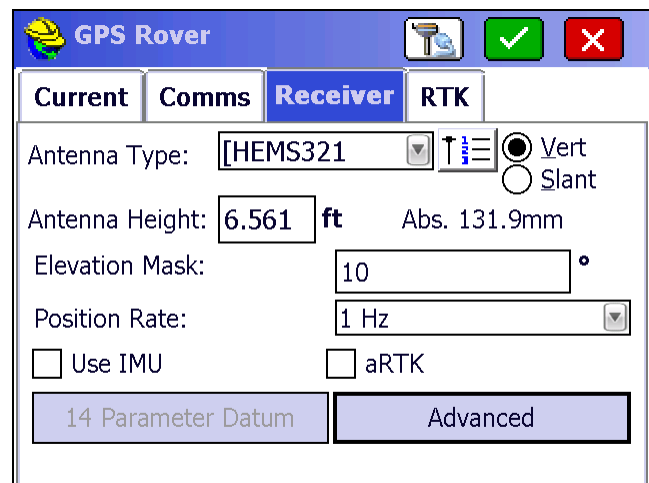 GPS Rover
Current Comms Receiver RTK
Antenna Type: [HEMS321 Vert
Slant
Antenna Height: 6.561 ft Abs. 131.9mm
Elevation Mask: 10 °
Position Rate: 1 Hz
Use IMU aRTK
14 Parameter Datum Advanced